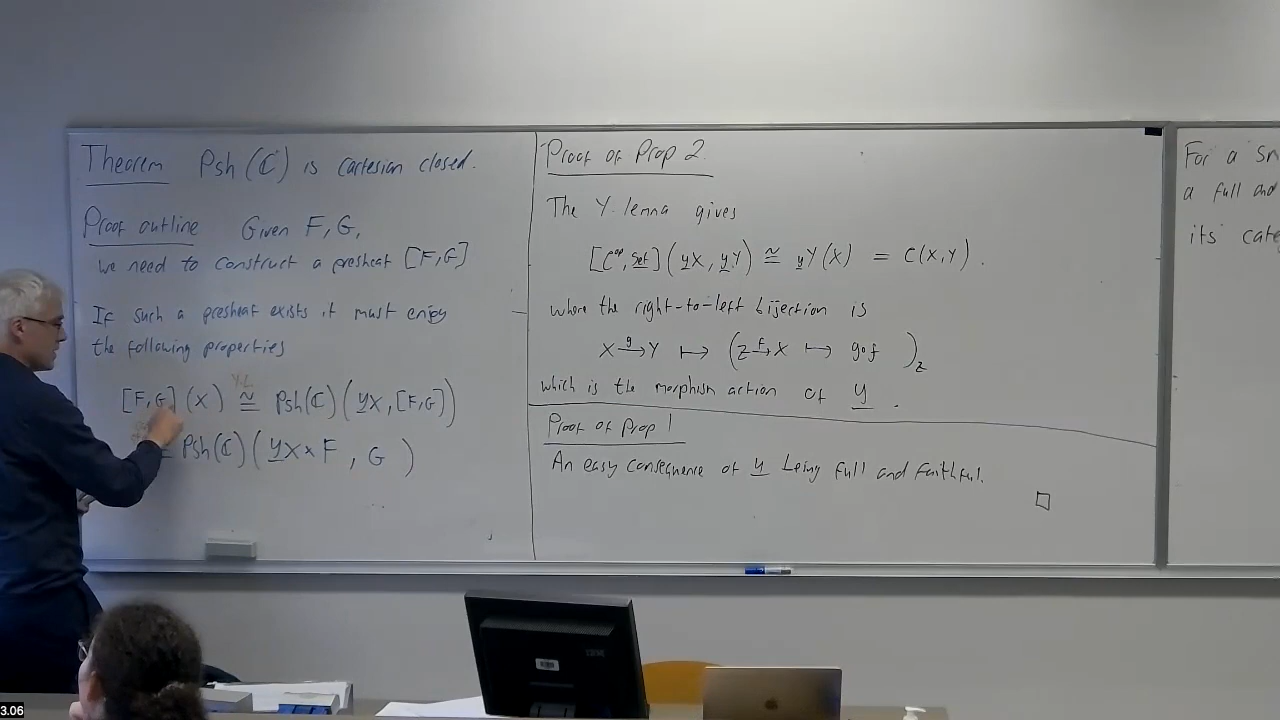 Theorem Psh(ℂ) is cartesian closed.
Proof outline Given F, G,
we need to construct a presheaf [F,G]
If such a presheaf exists it must enjoy
the following properties
[F,G](X) ≅ Psh(ℂ)(yX, [F,G])
Y.L.
Psh(ℂ)(yX × F, G)
Proof of Prop 2.
The Y. lemma gives
[C^op, Set](yX, yY) ≅ yY(X) = C(X,Y).
where the right-to-left bijection is
X →^g Y ↦ (Z →^f X ↦ g∘f)_Z
which is the morphism action of y.
Proof of Prop 1
An easy consequence of y being full and faithful.
□
For a Sm
a full and
its cate
IBM
3.06